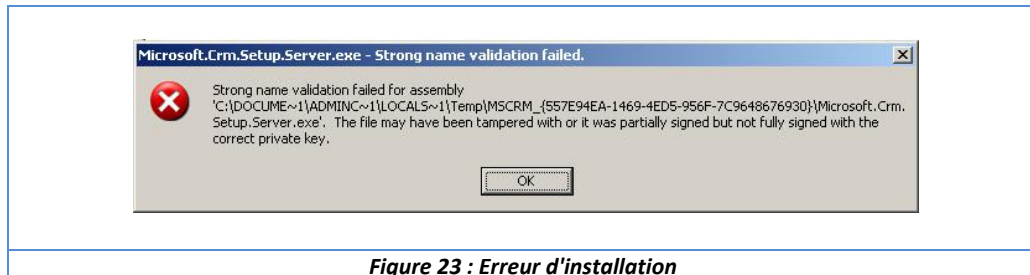 Microsoft.Crm.Setup.Server.exe - Strong name validation failed.
Strong name validation failed for assembly
'C:\DOCUME~1\ADMINC~1\LOCALS~1\Temp\MSCRM_{557E94EA-1469-4ED5-956F-7C9648676930}\Microsoft.Crm.
Setup.Server.exe'. The file may have been tampered with or it was partially signed but not fully signed with the
correct private key.
OK
Figure 23 : Erreur d'installation